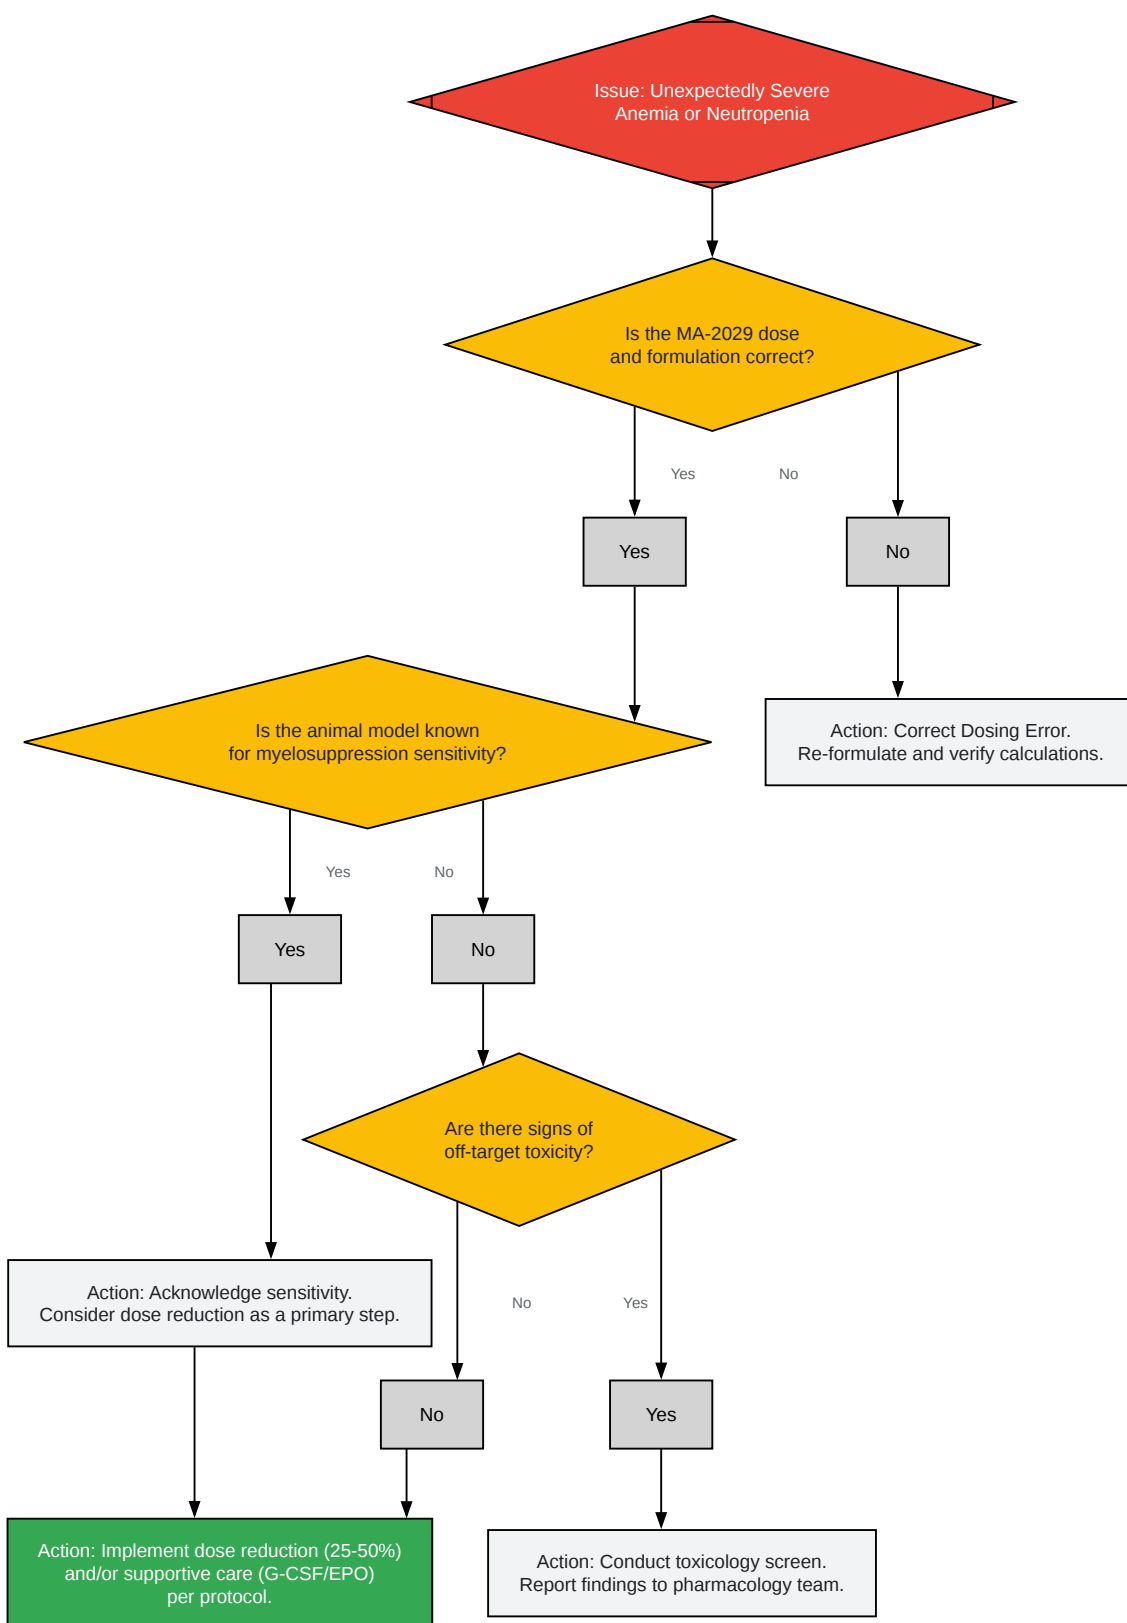 Issue: Unexpectedly Severe
Anemia or Neutropenia
Is the MA-2029 dose
and formulation correct?
Yes
No
Yes
No
Is the animal model known
for myelosuppression sensitivity?
Action: Correct Dosing Error.
Re-formulate and verify calculations.
Yes
No
Yes
No
Are there signs of
off-target toxicity?
Action: Acknowledge sensitivity.
Consider dose reduction as a primary step.
No
Yes
No
Yes
Action: Implement dose reduction (25-50%)
and/or supportive care (G-CSF/EPO)
per protocol.
Action: Conduct toxicology screen.
Report findings to pharmacology team.